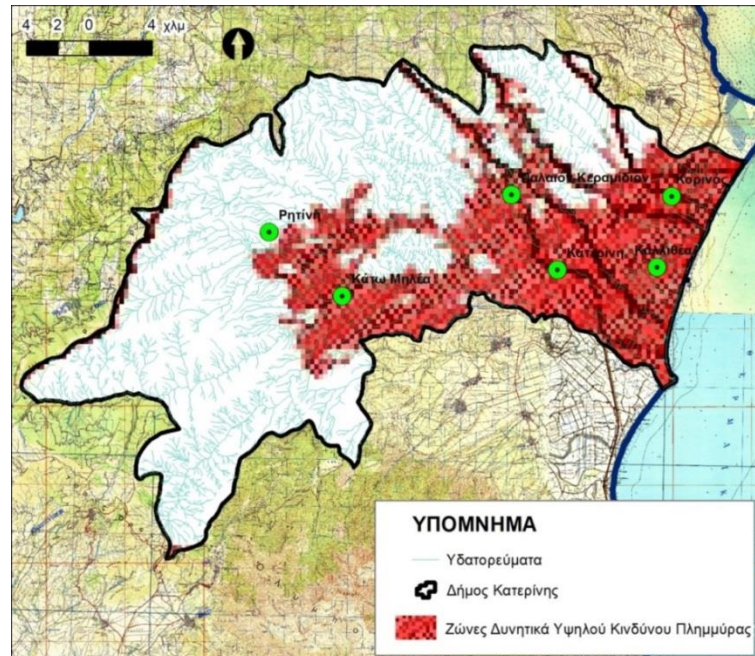 4 2 0 4 χλμ
Παλαιόν Κεραμίδιον
Κορινός
Ρητίνη
Κατερίνη
Καλλιθέα
Κάτω Μηλέα
ΥΠΟΜΝΗΜΑ
Υδατορεύματα
Δήμος Κατερίνης
Ζώνες Δυνητικά Υψηλού Κινδύνου Πλημμύρας